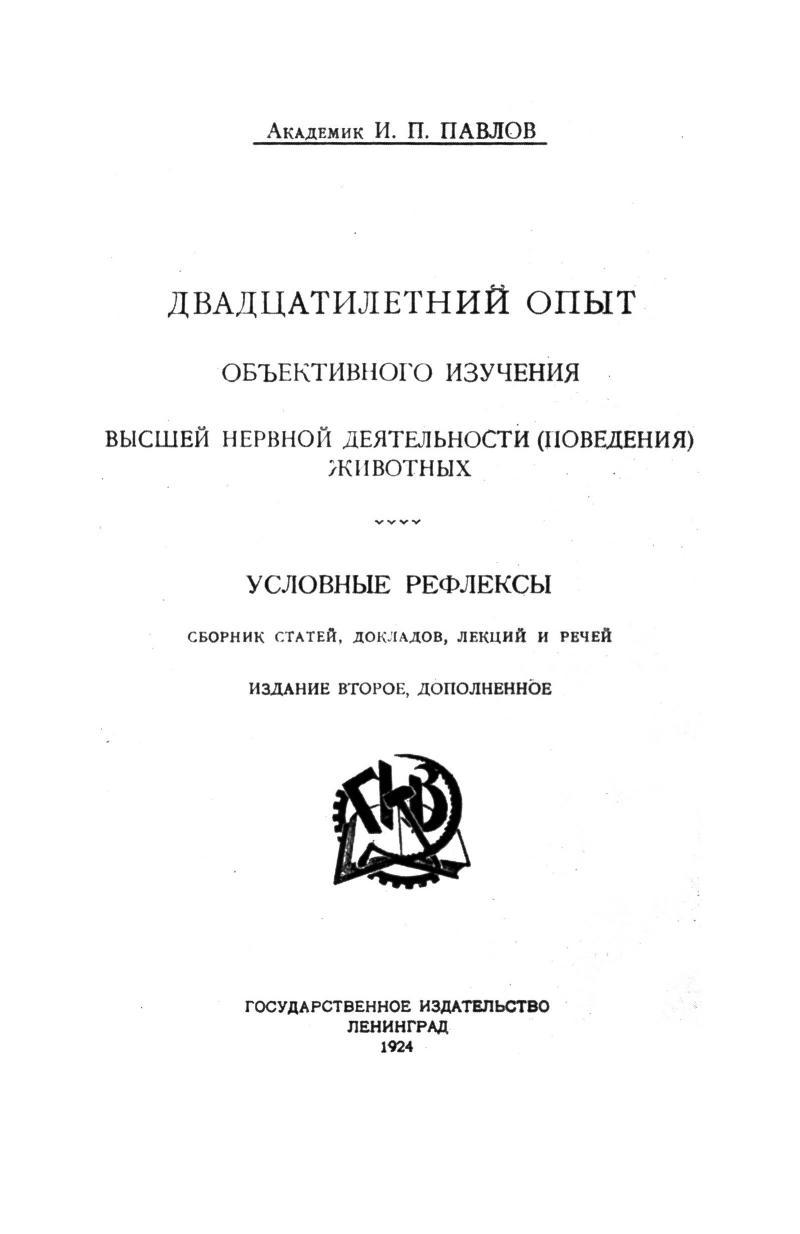 Академик И. П. ПАВЛОВ
ДВАДЦАТИЛЕТНИЙ ОПЫТ
ОБЪЕКТИВНОГО ИЗУЧЕНИЯ
ВЫСШЕЙ НЕРВНОЙ ДЕЯТЕЛЬНОСТИ (ПОВЕДЕНИЯ)
ЖИВОТНЫХ
УСЛОВНЫЕ РЕФЛЕКСЫ
СБОРНИК СТАТЕЙ, ДОКЛАДОВ, ЛЕКЦИЙ И РЕЧЕЙ
ИЗДАНИЕ ВТОРОЕ, ДОПОЛНЕННОЕ
ГИЗ
ГОСУДАРСТВЕННОЕ ИЗДАТЕЛЬСТВО
ЛЕНИНГРАД
1924